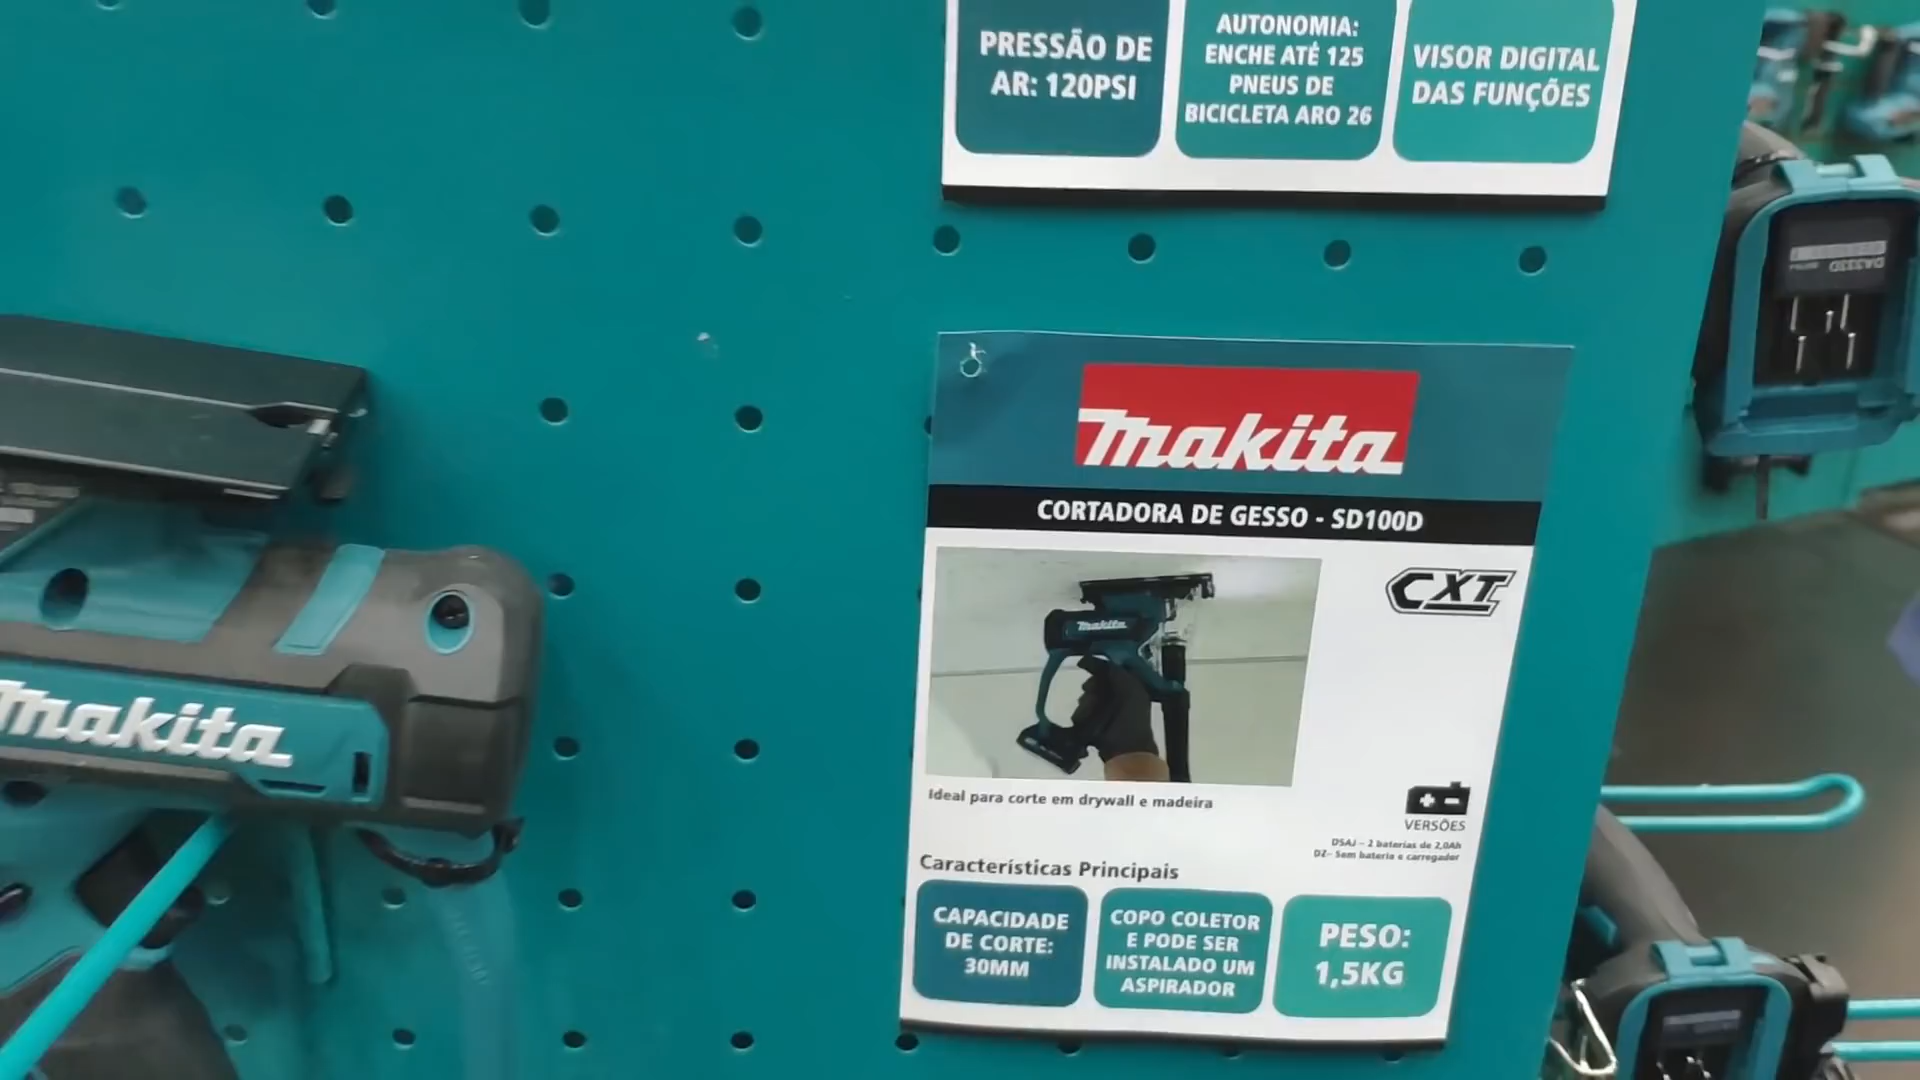 PRESSÃO DE
AR: 120PSI
AUTONOMIA:
ENCHE ATÉ 125
PNEUS DE
BICICLETA ARO 26
VISOR DIGITAL
DAS FUNÇÕES
makita
CORTADORA DE GESSO - SD100D
CXT
makita
Ideal para corte em drywall e madeira
VERSÕES
DSAJ - 2 baterias de 2,0Ah
DZ- Sem bateria e carregador
Características Principais
CAPACIDADE
DE CORTE:
30MM
COPO COLETOR
E PODE SER
INSTALADO UM
ASPIRADOR
PESO:
1,5KG
makita